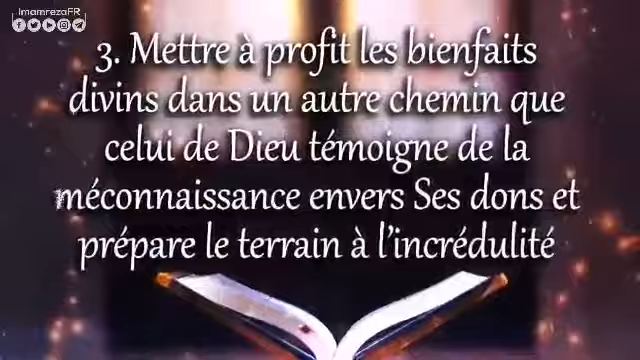 ImamrezaFR
3. Mettre à profit les bienfaits
divins dans un autre chemin que
celui de Dieu témoigne de la
méconnaissance envers Ses dons et
prépare le terrain à l'incrédulité